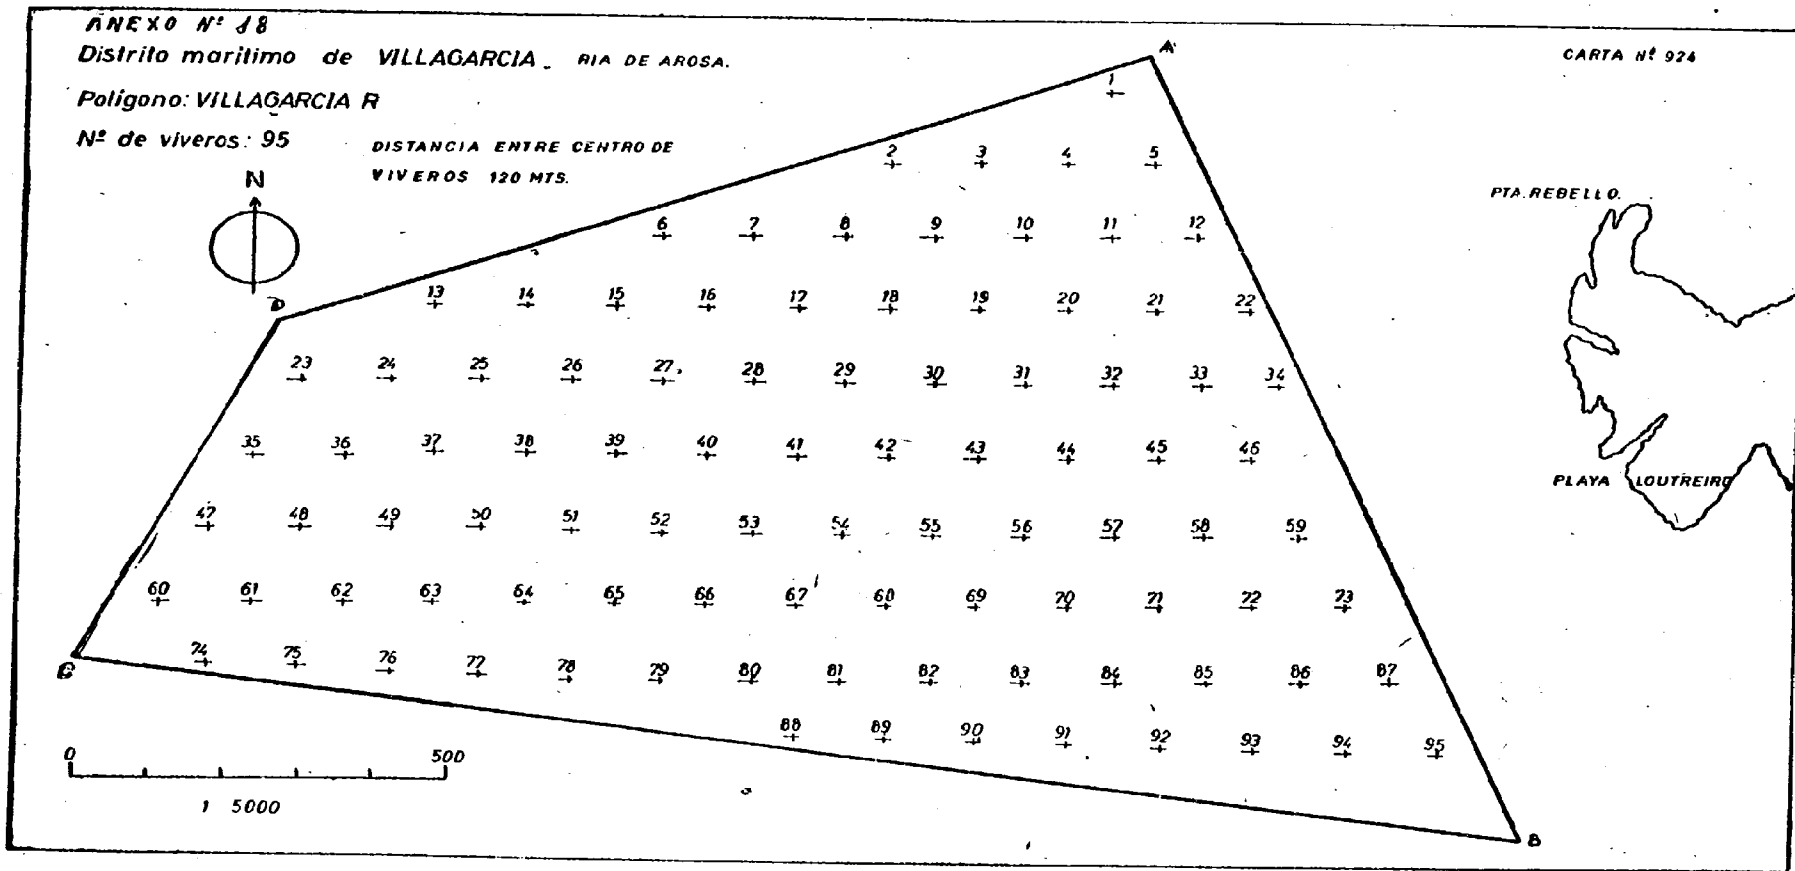 ANEXO Nº 18
Distrito maritimo de VILLAGARCIA - RIA DE AROSA.
CARTA Nº 924
Poligono: VILLAGARCIA R
Nº de viveros: 95
DISTANCIA ENTRE CENTRO DE
VIVEROS 120 MTS.
N
A
1
2 3 4 5
PTA. REBELLO.
6 7 8 9 10 11 12
D
13 14 15 16 17 18 19 20 21 22
23 24 25 26 27 28 29 30 31 32 33 34
35 36 37 38 39 40 41 42 43 44 45 46
PLAYA LOUTREIRO
47 48 49 50 51 52 53 54 55 56 57 58 59
60 61 62 63 64 65 66 67 68 69 70 71 72 73
C
74 75 76 77 78 79 80 81 82 83 84 85 86 87
88 89 90 91 92 93 94 95
0 500
1 5000
B